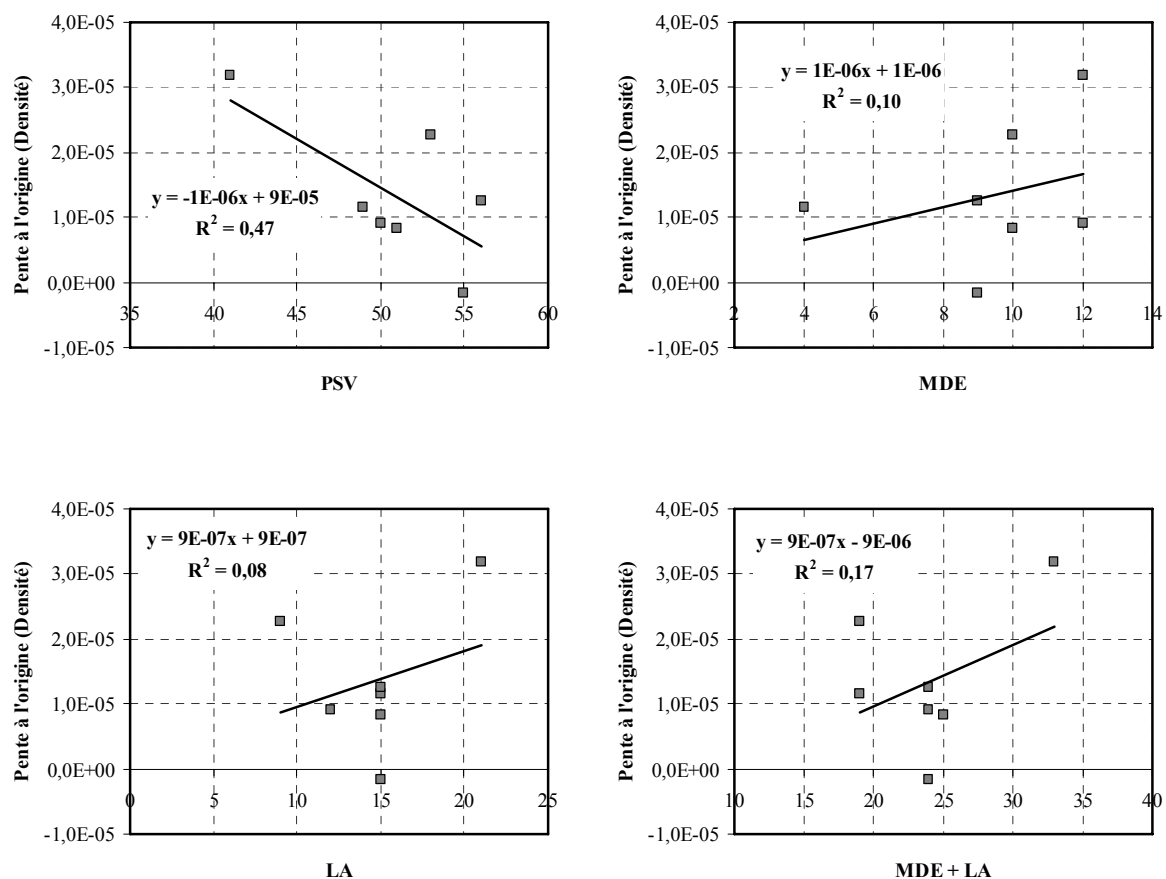 4,0E-05
3,0E-05
2,0E-05
1,0E-05
0,0E+00
-1,0E-05
Pente à l'origine (Densité)
y = -1E-06x + 9E-05
R2 = 0,47
35 40 45 50 55 60
PSV
4,0E-05
3,0E-05
2,0E-05
1,0E-05
0,0E+00
-1,0E-05
Pente à l'origine (Densité)
y = 1E-06x + 1E-06
R2 = 0,10
2 4 6 8 10 12 14
MDE
4,0E-05
3,0E-05
2,0E-05
1,0E-05
0,0E+00
-1,0E-05
Pente à l'origine (Densité)
y = 9E-07x + 9E-07
R2 = 0,08
0 5 10 15 20 25
LA
4,0E-05
3,0E-05
2,0E-05
1,0E-05
0,0E+00
-1,0E-05
Pente à l'origine (Densité)
y = 9E-07x - 9E-06
R2 = 0,17
10 15 20 25 30 35 40
MDE + LA